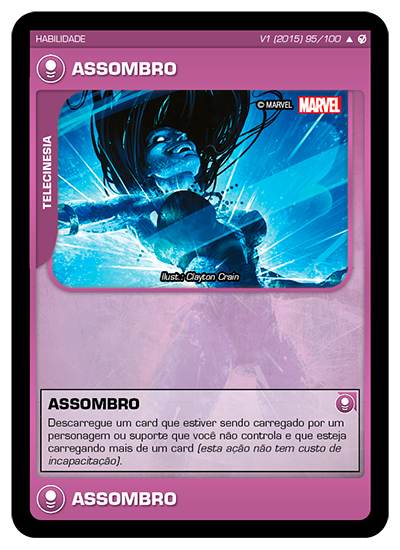 HABILIDADE V1 (2015) 95/100
ASSOMBRO
TELECINESIA
© MARVEL MARVEL
Ilust.: Clayton Crain
ASSOMBRO
Descarregue um card que estiver sendo carregado por um
personagem ou suporte que você não controla e que esteja
carregando mais de um card (esta ação não tem custo de
incapacitação).
ASSOMBRO